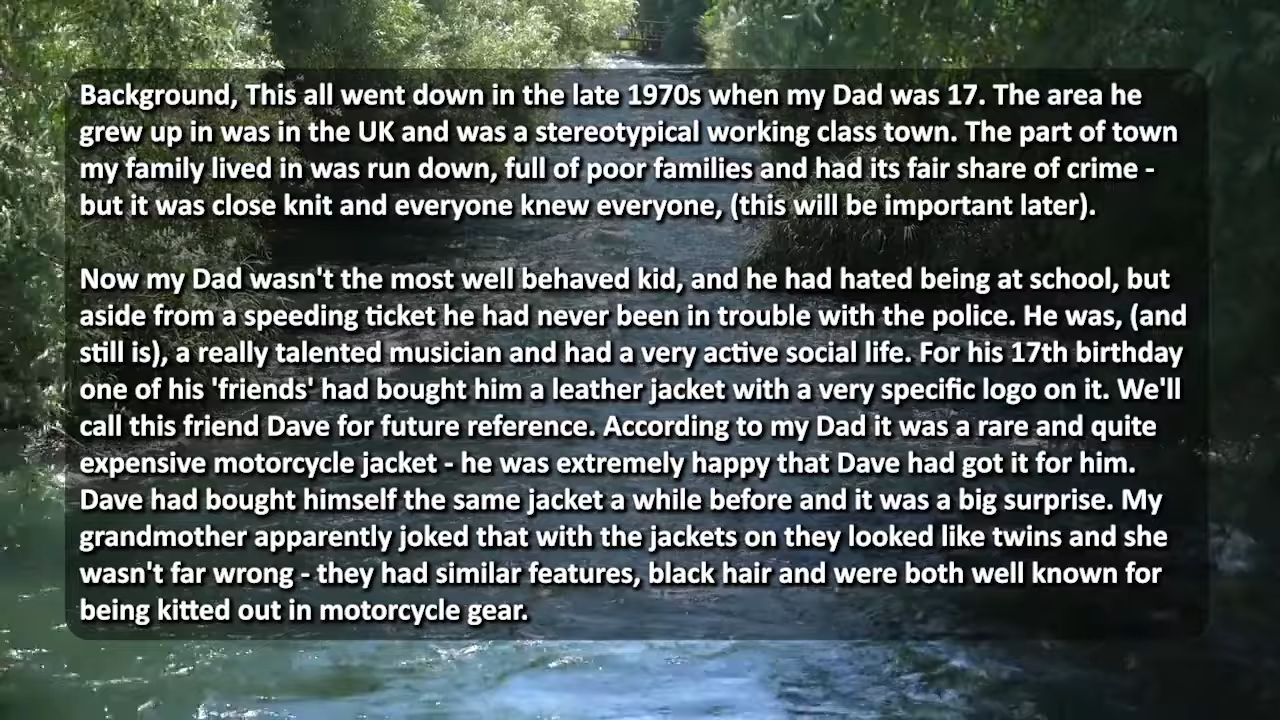 Background, This all went down in the late 1970s when my Dad was 17. The area he
grew up in was in the UK and was a stereotypical working class town. The part of town
my family lived in was run down, full of poor families and had its fair share of crime -
but it was close knit and everyone knew everyone, (this will be important later).
Now my Dad wasn't the most well behaved kid, and he had hated being at school, but
aside from a speeding ticket he had never been in trouble with the police. He was, (and
still is), a really talented musician and had a very active social life. For his 17th birthday
one of his 'friends' had bought him a leather jacket with a very specific logo on it. We'll
call this friend Dave for future reference. According to my Dad it was a rare and quite
expensive motorcycle jacket - he was extremely happy that Dave had got it for him.
Dave had bought himself the same jacket a while before and it was a big surprise. My
grandmother apparently joked that with the jackets on they looked like twins and she
wasn't far wrong - they had similar features, black hair and were both well known for
being kitted out in motorcycle gear.